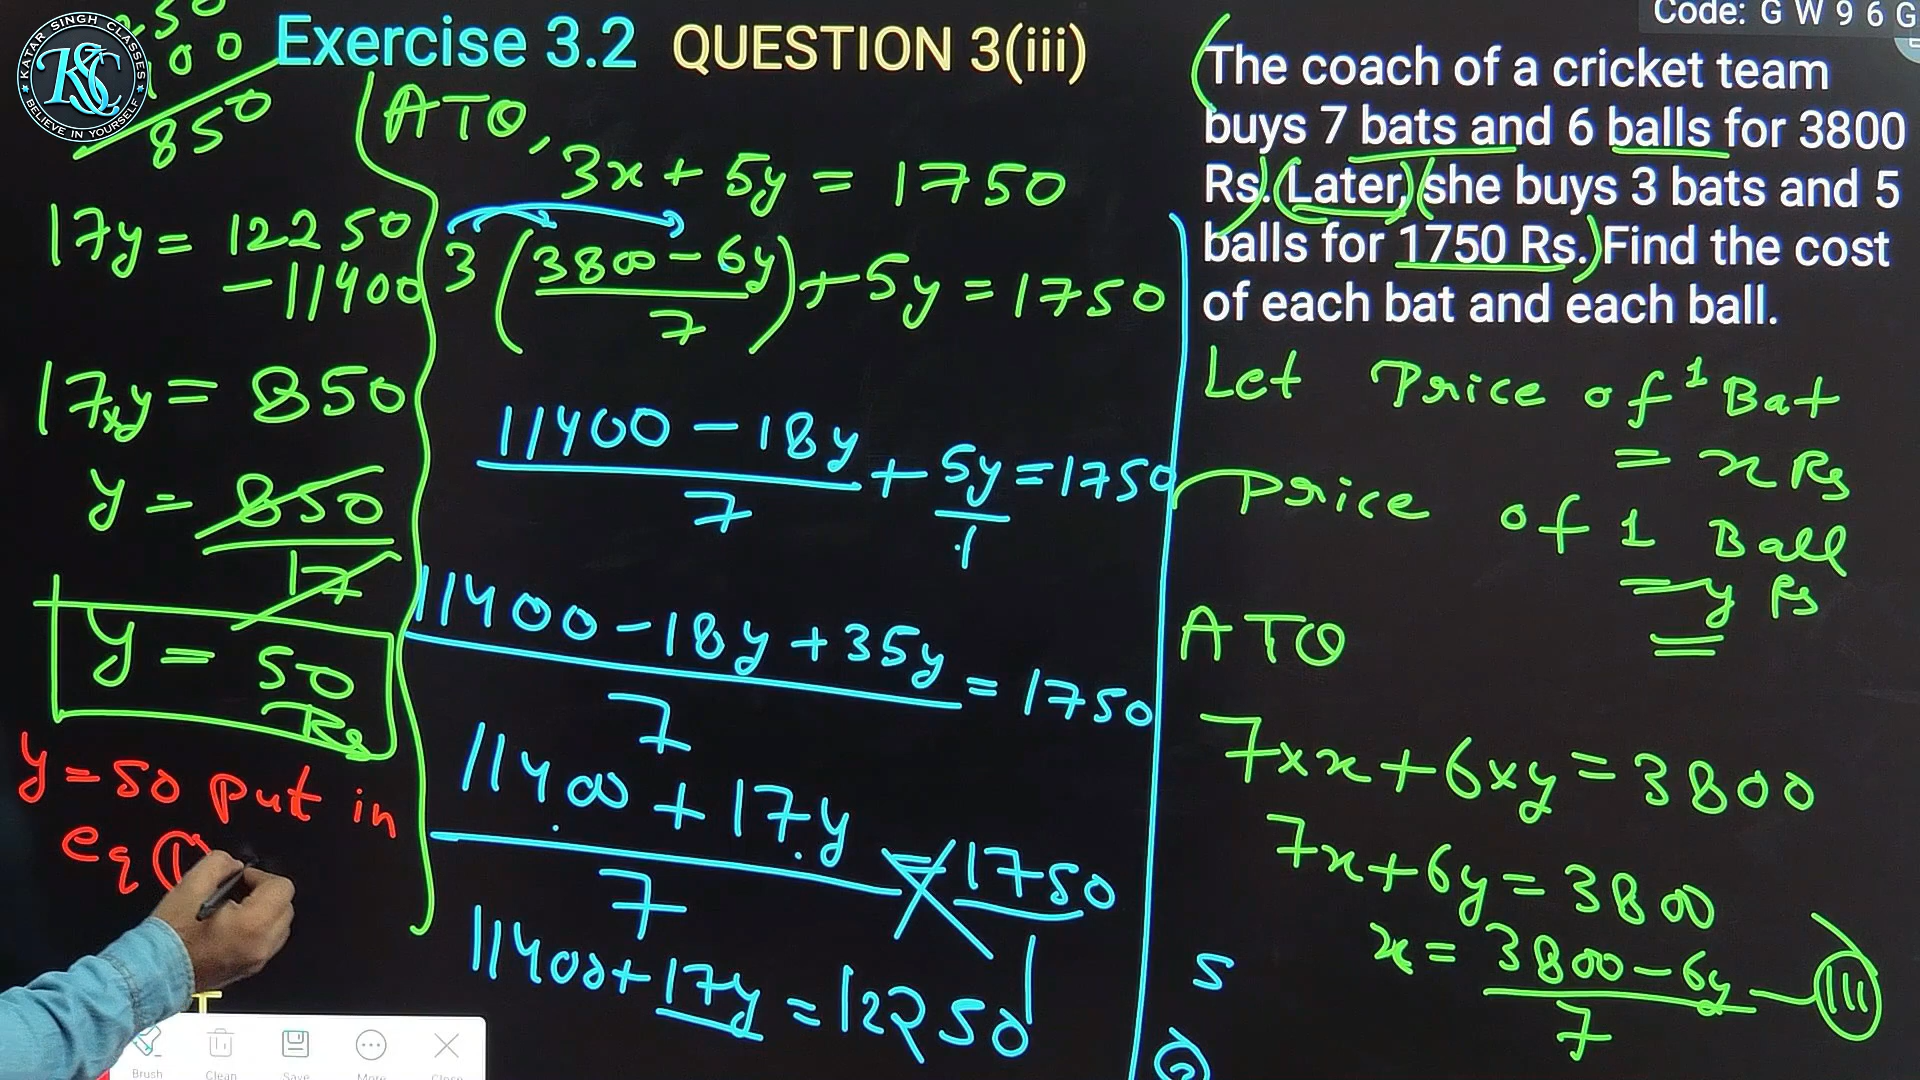 KATAR SINGH CLASSES
KSC
BELIEVE IN YOURSELF
Code: G W 9 6 G
Exercise 3.2 QUESTION 3(iii)
The coach of a cricket team
buys 7 bats and 6 balls for 3800
Rs. Later, she buys 3 bats and 5
balls for 1750 Rs. Find the cost
of each bat and each ball.
Let Price of 1 Bat
= x Rs
Price of 1 Ball
= y Rs
ATQ
7×x+6×y=3800
7x+6y=3800
x = (3800-6y)/7 — (III)
ATQ,
3x + 5y = 1750
3((3800-6y)/7)+5y=1750
(11400-18y)/7 + 5y/1 = 1750
(11400-18y+35y)/7 = 1750
(11400+17y)/7 = 1750
11400+17y = 12250
850
17y = 12250
-11400
17×y = 850
y = 850/17
y = 50
Rs
y=50 put in
eq
Brush
Clean
Save
More
Close